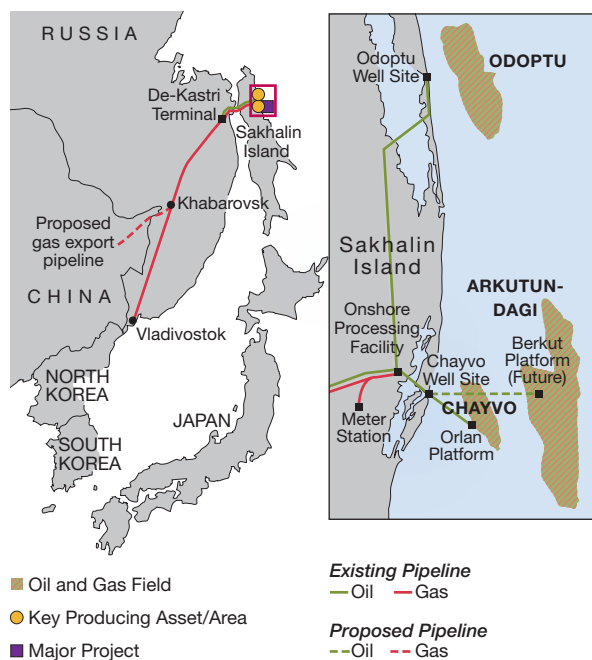 RUSSIA
De-Kastri
Terminal
Sakhalin
Island
Khabarovsk
Proposed
gas export
pipeline
CHINA
Vladivostok
NORTH
KOREA
SOUTH
KOREA
JAPAN
Odoptu
Well Site
ODOPTU
Sakhalin
Island
ARKUTUN-
DAGI
Onshore
Processing
Facility
Chayvo
Well Site
Berkut
Platform
(Future)
CHAYVO
Meter
Station
Orlan
Platform
Oil and Gas Field
Key Producing Asset/Area
Major Project
Existing Pipeline
Oil Gas
Proposed Pipeline
Oil Gas